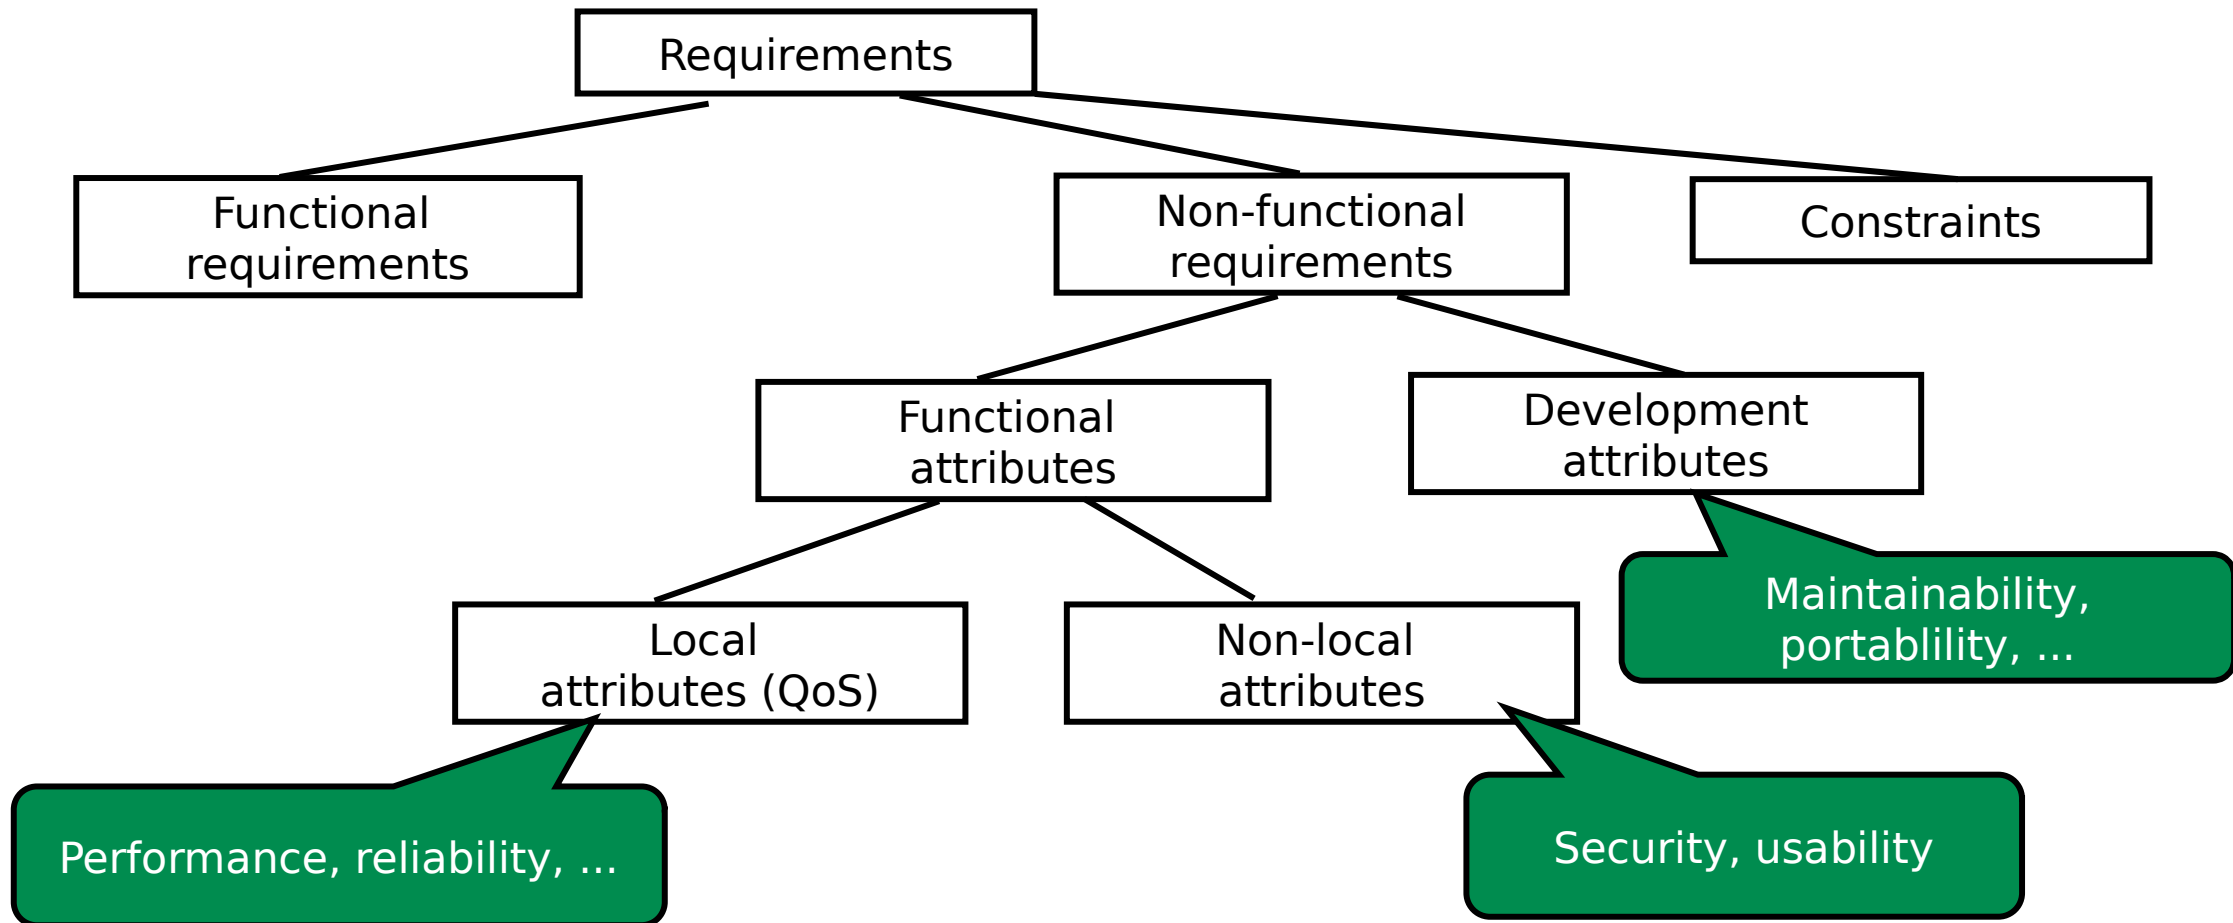 Requirements
Functional
requirements
Non-functional
requirements
Constraints
Functional
attributes
Development
attributes
Local
attributes (QoS)
Non-local
attributes
Maintainability,
portablility, ...
Performance, reliability, ...
Security, usability